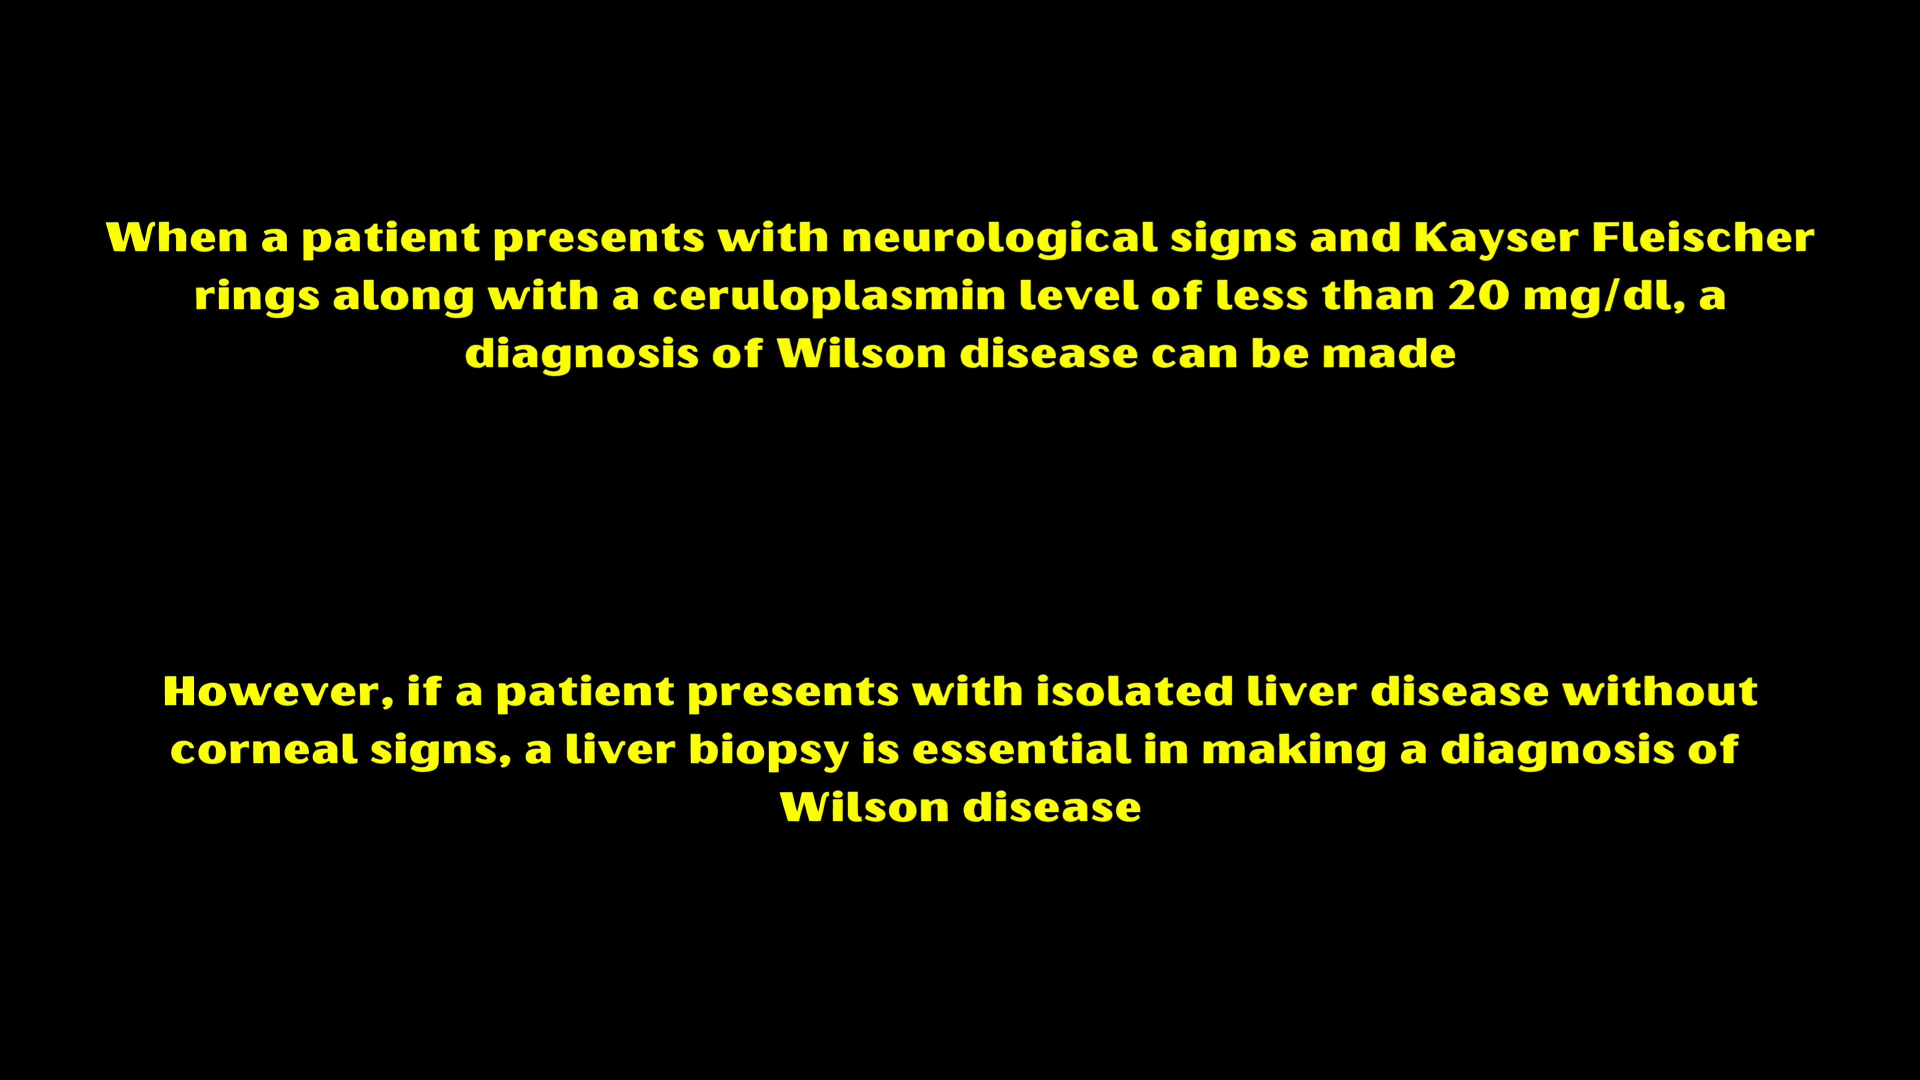 When a patient presents with neurological signs and Kayser Fleischer
rings along with a ceruloplasmin level of less than 20 mg/dl, a
diagnosis of Wilson disease can be made
However, if a patient presents with isolated liver disease without
corneal signs, a liver biopsy is essential in making a diagnosis of
Wilson disease